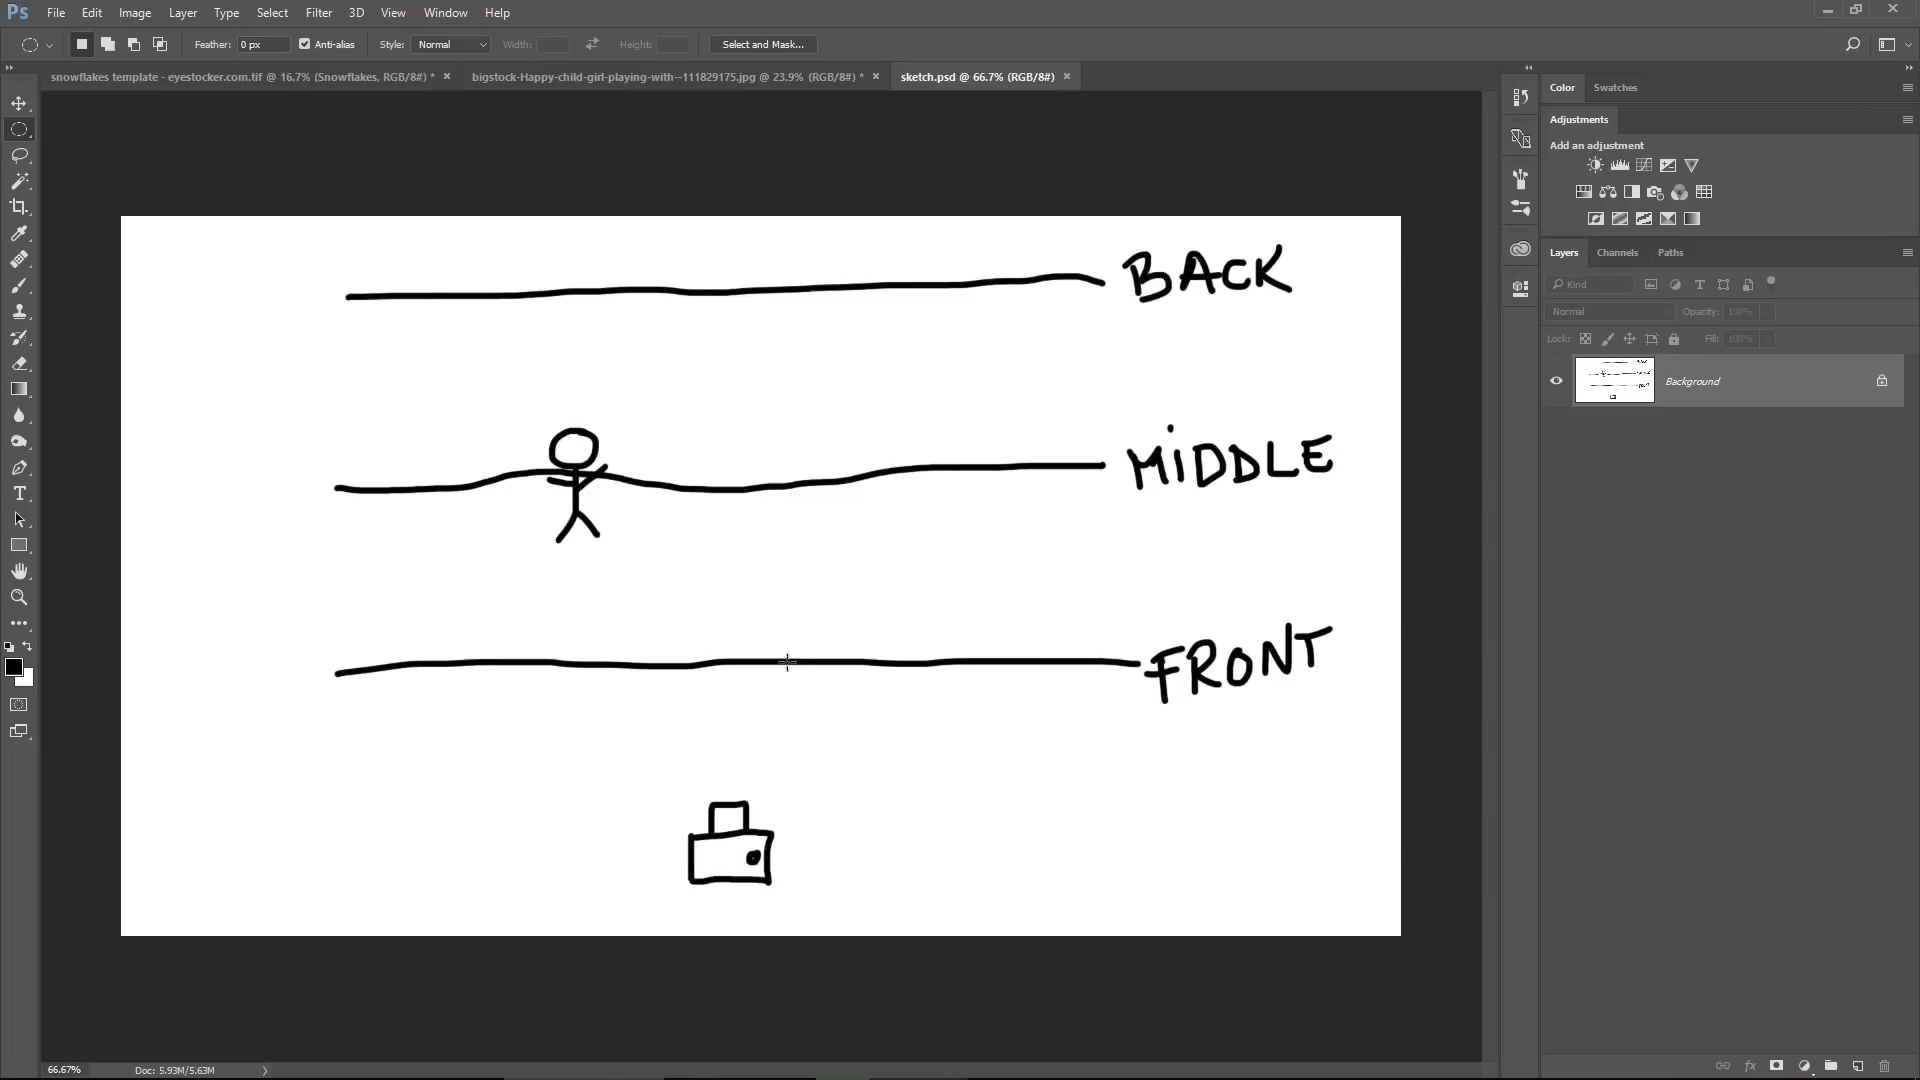 Ps File Edit Image Layer Type Select Filter 3D View Window Help
Feather: 0 px Anti-alias Style: Normal Width: Height: Select and Mask...
snowflakes template - eyestocker.com.tif @ 16.7% (Snowflakes, RGB/8#) * bigstock-Happy-child-girl-playing-with--111829175.jpg @ 23.9% (RGB/8#) * sketch.psd @ 66.7% (RGB/8#)
Color Swatches
Adjustments
Add an adjustment
Layers Channels Paths
Kind
Normal Opacity: 100%
Lock: Fill: 100%
Background
BACK
MiDDLE
FRONT
66.67% Doc: 5.93M/5.63M